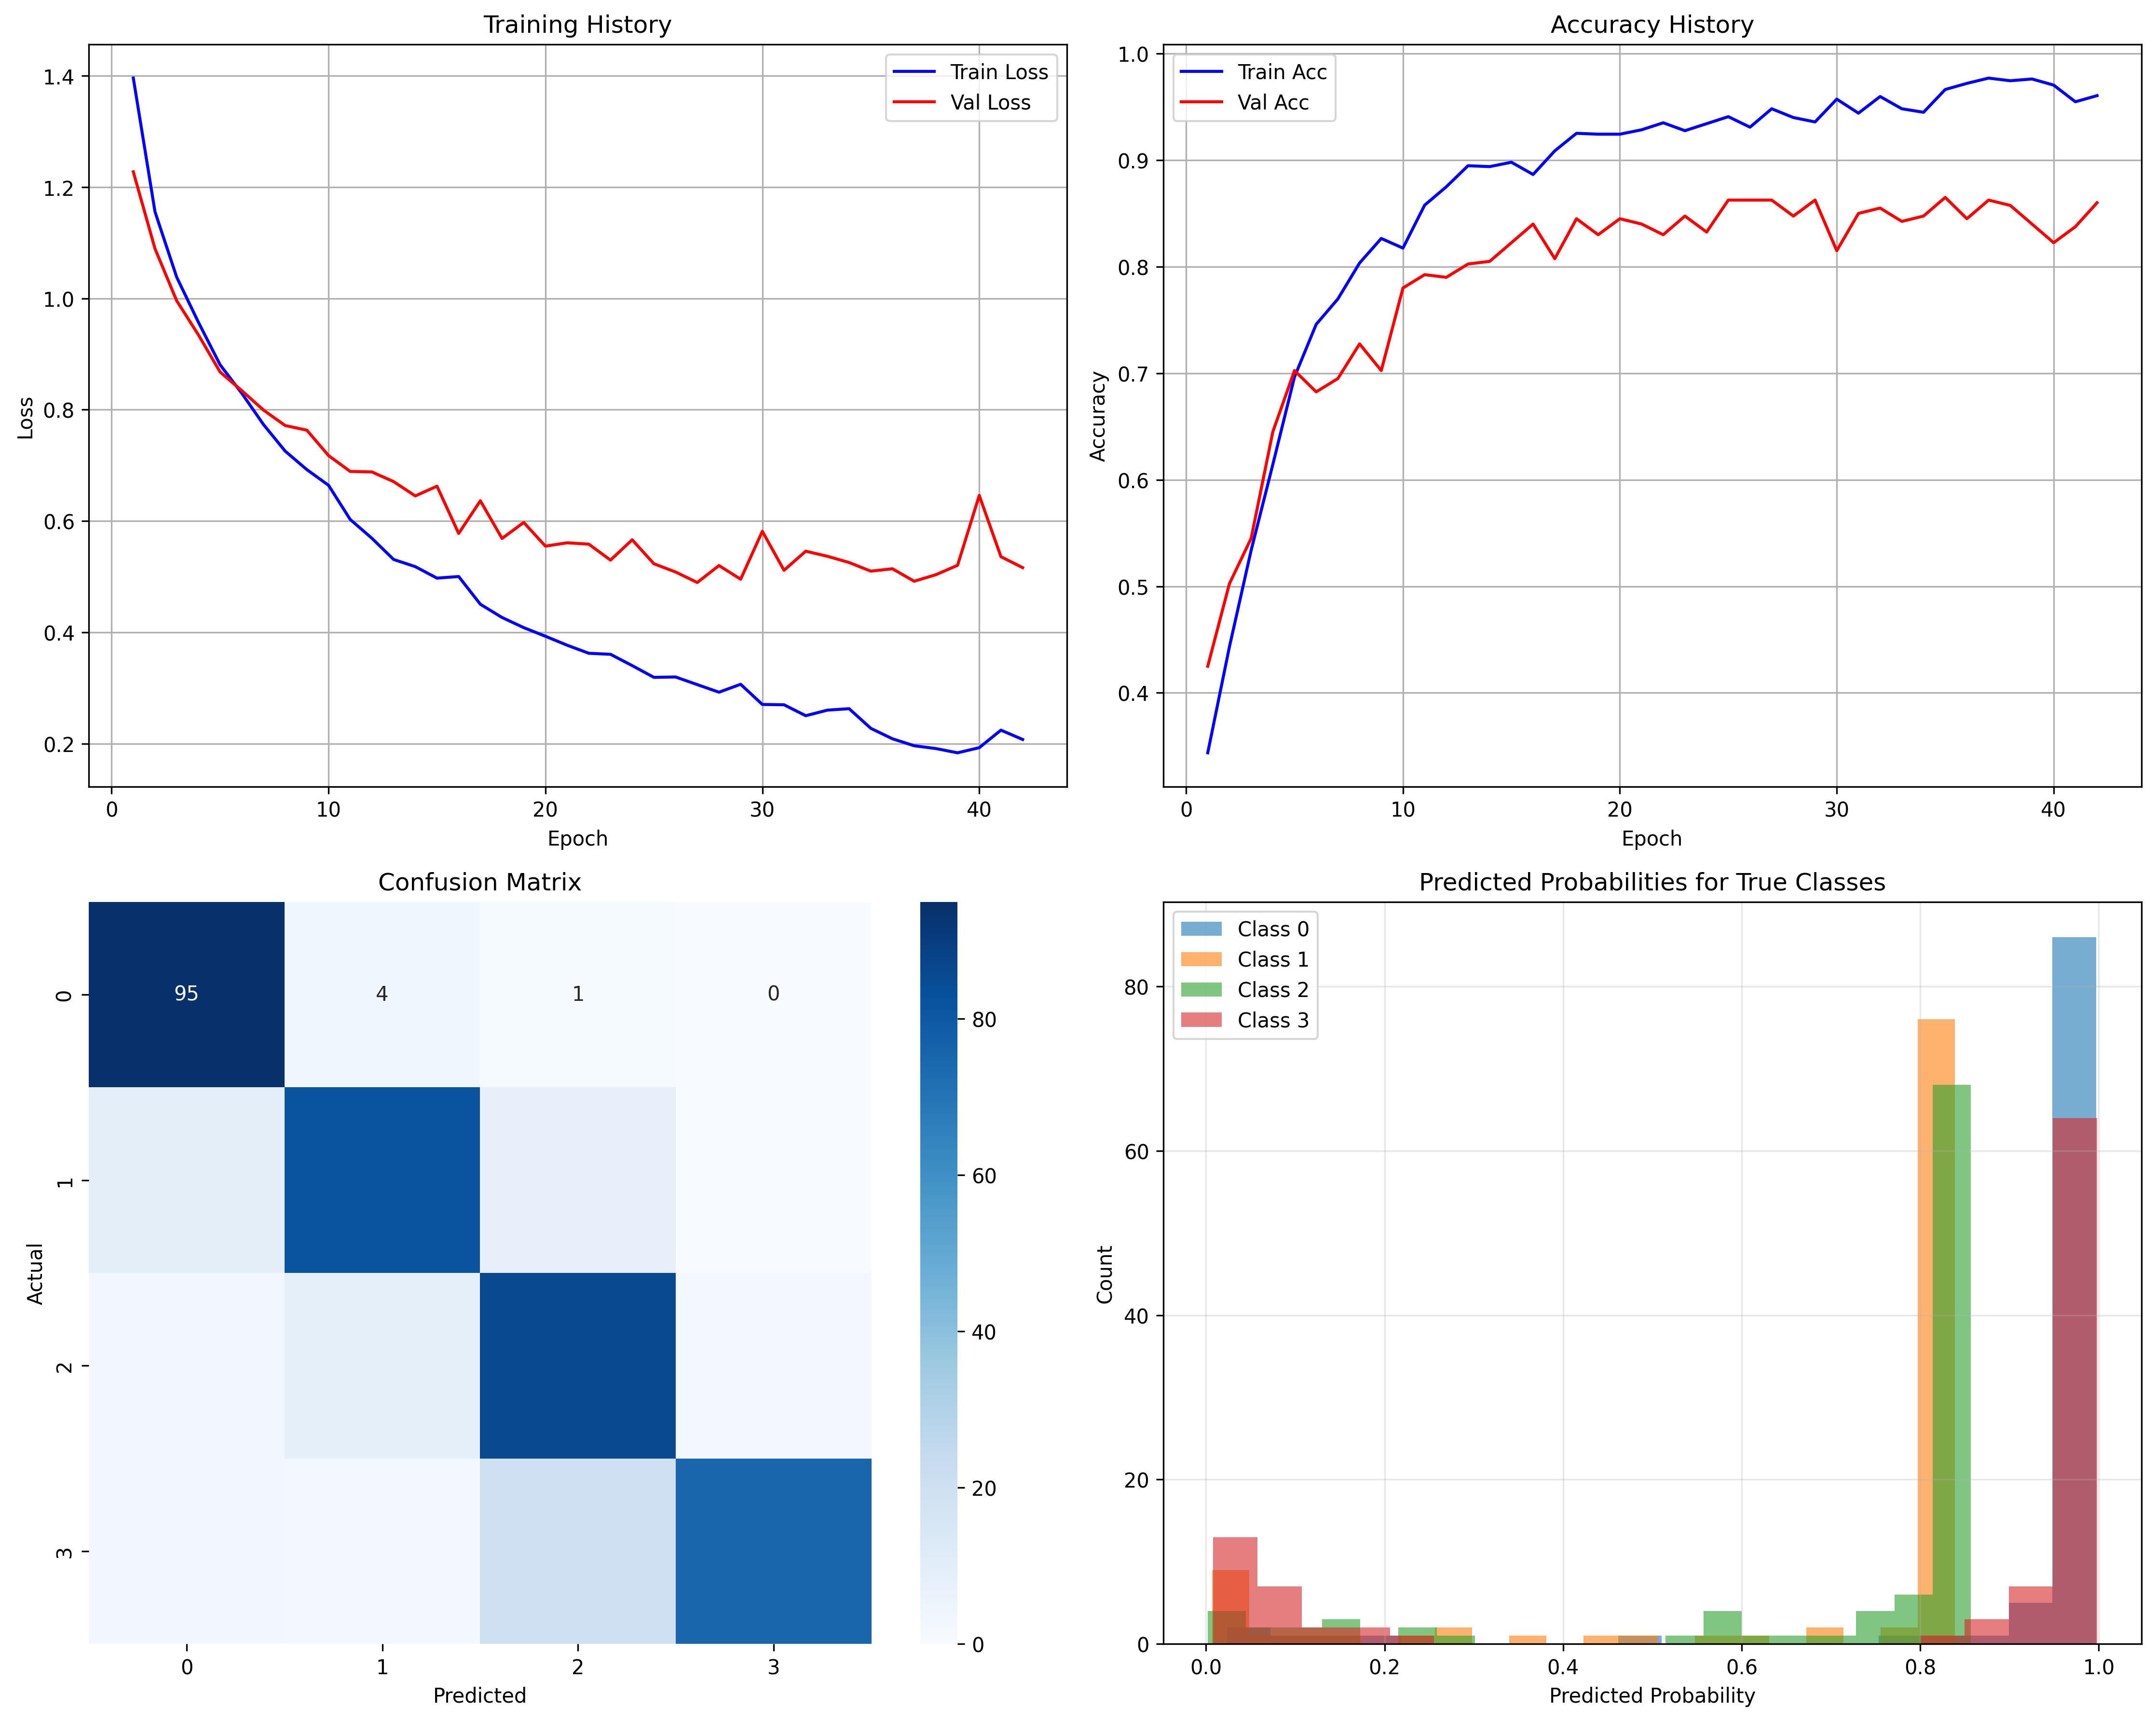 Training History
Train Loss
Val Loss
1.4
1.2
1.0
0.8
0.6
0.4
0.2
Loss
0 10 20 30 40
Epoch
Accuracy History
Train Acc
Val Acc
1.0
0.9
0.8
0.7
0.6
0.5
0.4
Accuracy
0 10 20 30 40
Epoch
Confusion Matrix
95 4 1 0
0
1
2
3
Actual
0 1 2 3
Predicted
80
60
40
20
0
Predicted Probabilities for True Classes
Class 0
Class 1
Class 2
Class 3
80
60
40
20
0
Count
0.0 0.2 0.4 0.6 0.8 1.0
Predicted Probability